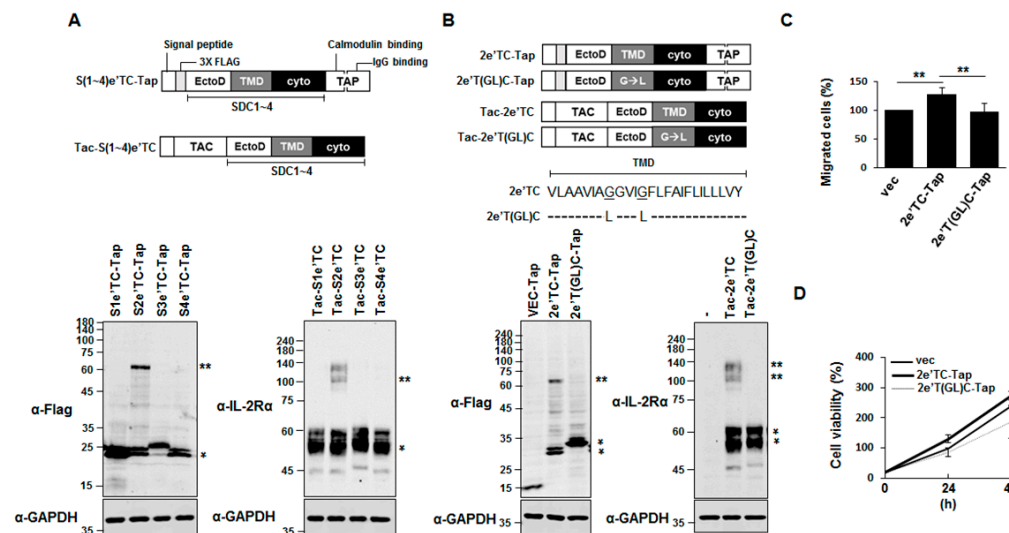 A
Signal peptide
3X FLAG
Calmodulin binding
IgG binding
S(1~4)e'TC-Tap
EctoD TMD cyto TAP
SDC1~4
Tac-S(1~4)e'TC
TAC EctoD TMD cyto
SDC1~4
S1e'TC-Tap
S2e'TC-Tap
S3e'TC-Tap
S4e'TC-Tap
180
140
100
75
60
45
35
25
15
α-Flag
**
*
α-GAPDH
35
Tac-S1e'TC
Tac-S2e'TC
Tac-S3e'TC
Tac-S4e'TC
240
180
140
100
75
60
45
α-IL-2Rα
**
*
α-GAPDH
35
B
2e'TC-Tap
EctoD TMD cyto TAP
2e'T(GL)C-Tap
EctoD G→L cyto TAP
Tac-2e'TC
TAC EctoD TMD cyto
Tac-2e'T(GL)C
TAC EctoD G→L cyto
TMD
2e'TC VLAAVIAGGVIGFLFAIFLILLLVY
2e'T(GL)C -------L---L-------------
VEC-Tap
2e'TC-Tap
2e'T(GL)C-Tap
240
180
140
100
75
60
45
35
25
15
α-Flag
**
*
*
α-GAPDH
35
-
Tac-2e'TC
Tac-2e'T(GL)C
240
180
140
100
75
60
45
α-IL-2Rα
**
**
*
*
α-GAPDH
35
C
Migrated cells (%)
150
100
50
0
**
**
vec
2e'TC-Tap
2e'T(GL)C-Tap
D
Cell viability (%)
400
300
200
100
0
vec
2e'TC-Tap
2e'T(GL)C-Tap
0
24
(h)